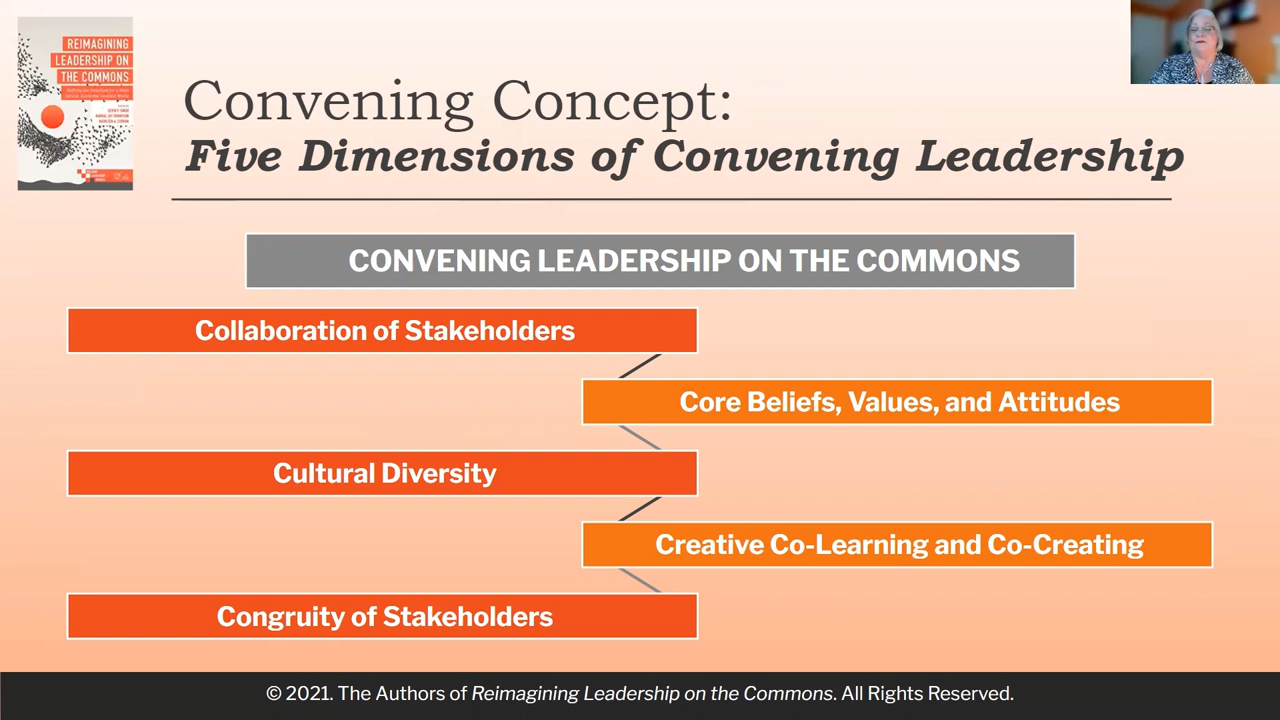 REIMAGINING
LEADERSHIP ON
THE COMMONS
Convening Concept:
Five Dimensions of Convening Leadership
CONVENING LEADERSHIP ON THE COMMONS
Collaboration of Stakeholders
Core Beliefs, Values, and Attitudes
Cultural Diversity
Creative Co-Learning and Co-Creating
Congruity of Stakeholders
© 2021. The Authors of Reimagining Leadership on the Commons. All Rights Reserved.